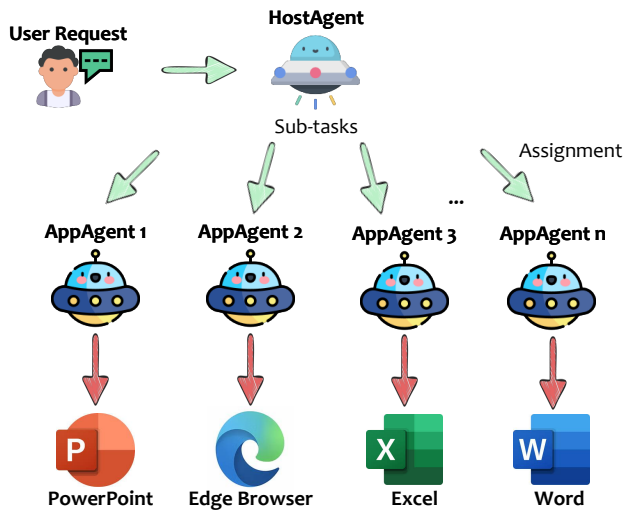 User Request
HostAgent
Sub-tasks
Assignment
...
AppAgent 1
AppAgent 2
AppAgent 3
AppAgent n
P
X
W
PowerPoint
Edge Browser
Excel
Word